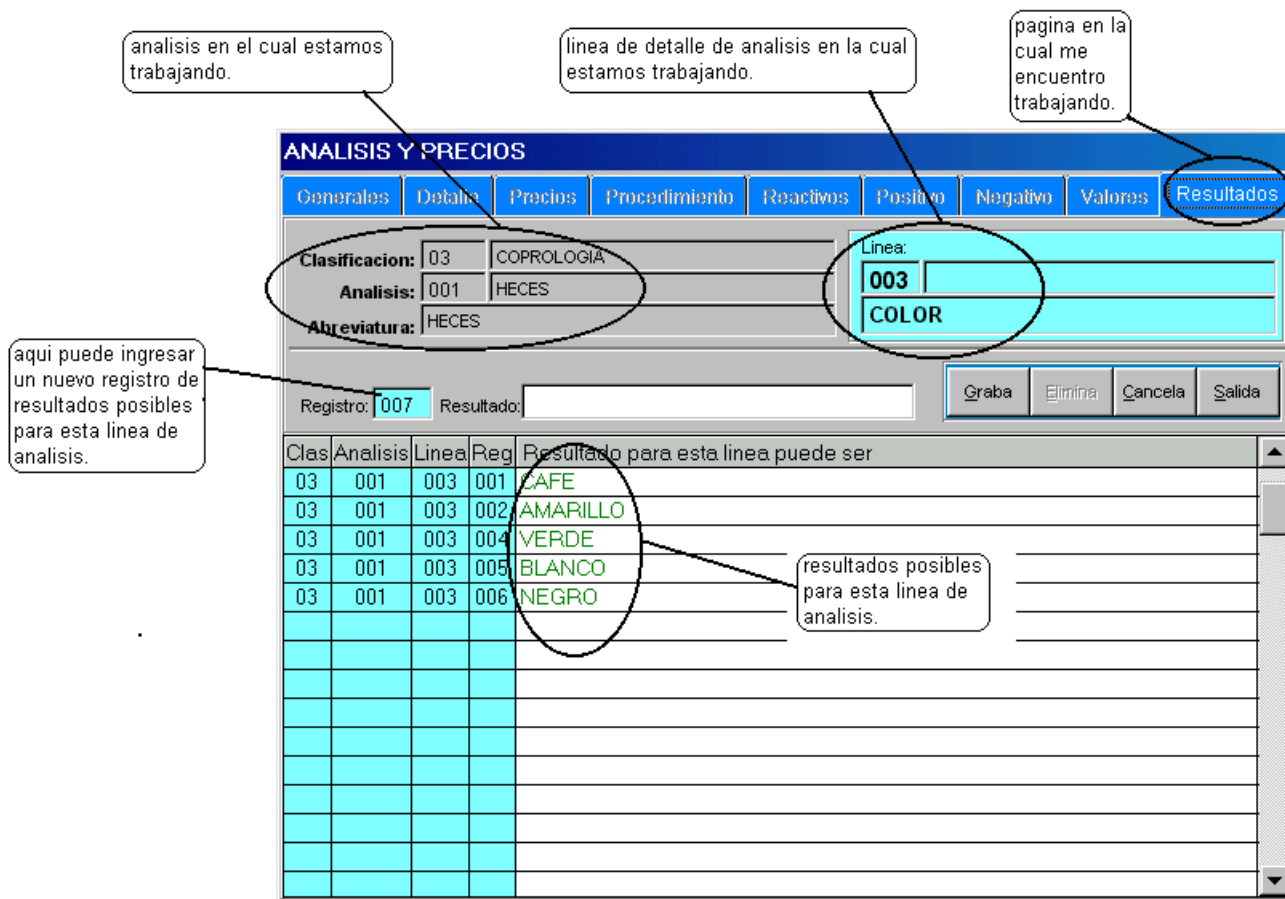 analisis en el cual estamos
trabajando.
linea de detalle de analisis en la cual
estamos trabajando.
pagina en la
cual me
encuentro
trabajando.
ANALISIS Y PRECIOS
Generales Detalle Precios Procedimiento Reactivos Positivo Negativo Valores Resultados
Clasificacion: 03 COPROLOGIA
Analisis: 001 HECES
Abreviatura: HECES
Linea:
003
COLOR
aqui puede ingresar
un nuevo registro de
resultados posibles
para esta linea de
analisis.
Registro: 007 Resultado:
Graba Elimina Cancela Salida
Clas Analisis Linea Reg Resultado para esta linea puede ser
03 001 003 001 CAFE
03 001 003 002 AMARILLO
03 001 003 004 VERDE
03 001 003 005 BLANCO
03 001 003 006 NEGRO
resultados posibles
para esta linea de
analisis.